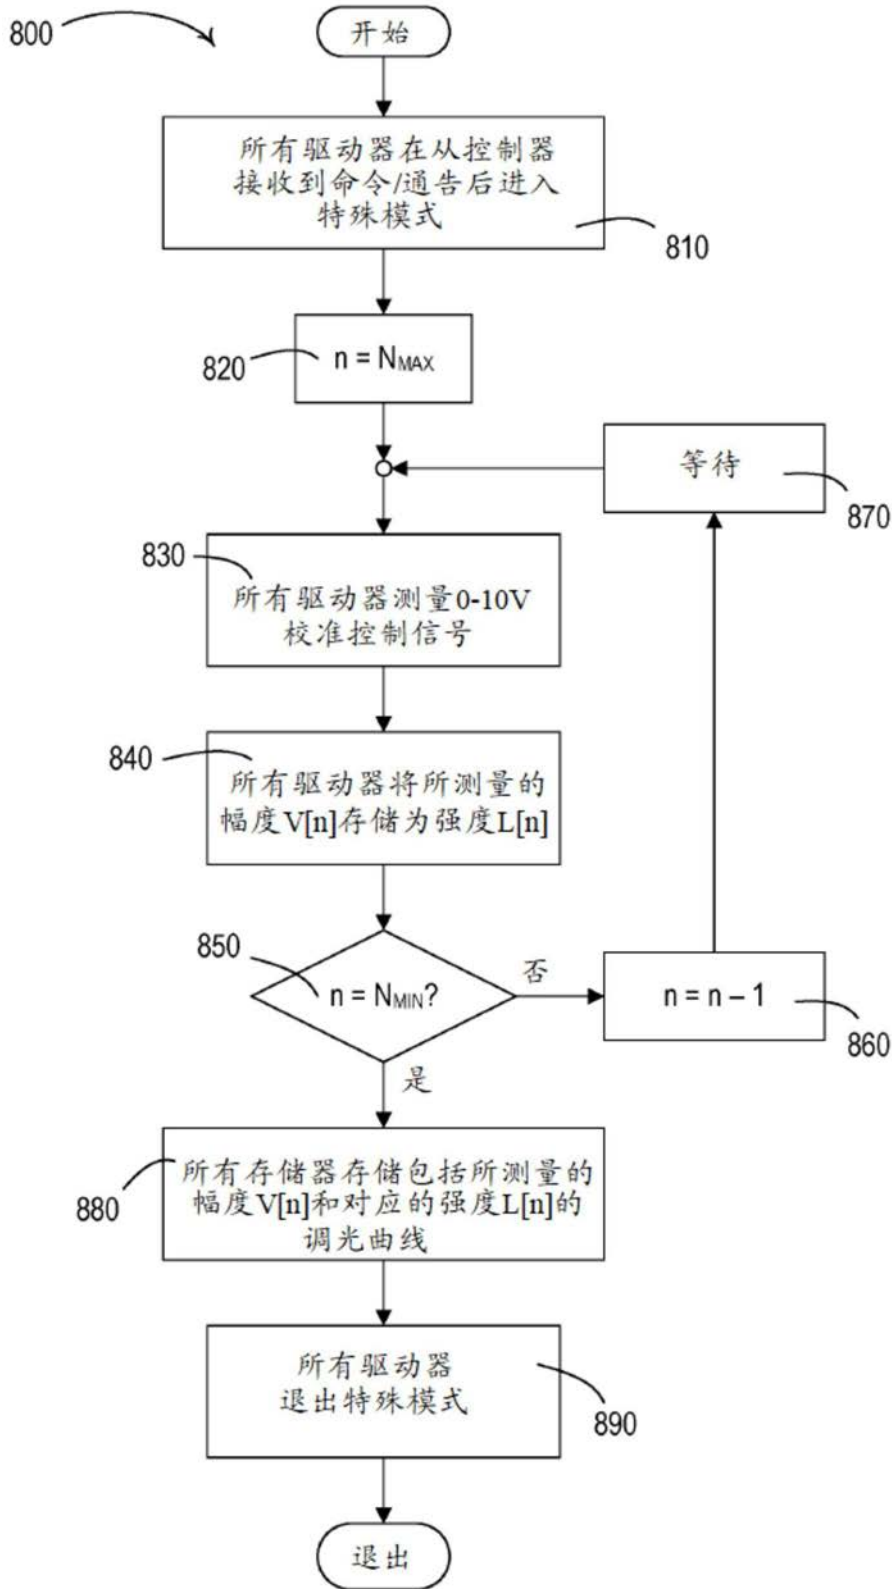 800
开始
所有驱动器在从控制器
接收到命令/通告后进入
特殊模式
810
820
n = NMAX
等待
870
830
所有驱动器测量0-10V
校准控制信号
840
所有驱动器将所测量的
幅度V[n]存储为强度L[n]
850
n = NMIN?
否
n = n – 1
860
是
880
所有存储器存储包括所测量的
幅度V[n]和对应的强度L[n]的
调光曲线
所有驱动器
退出特殊模式
890
退出